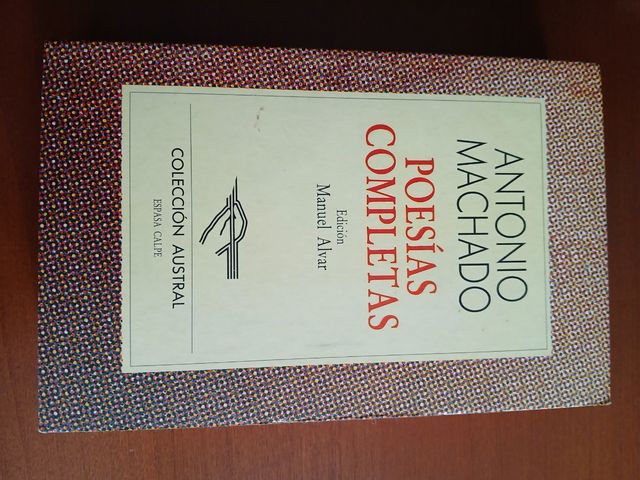 ANTONIO
MACHADO
POESÍAS
COMPLETAS
Edición
Manuel Alvar
COLECCIÓN AUSTRAL
ESPASA CALPE